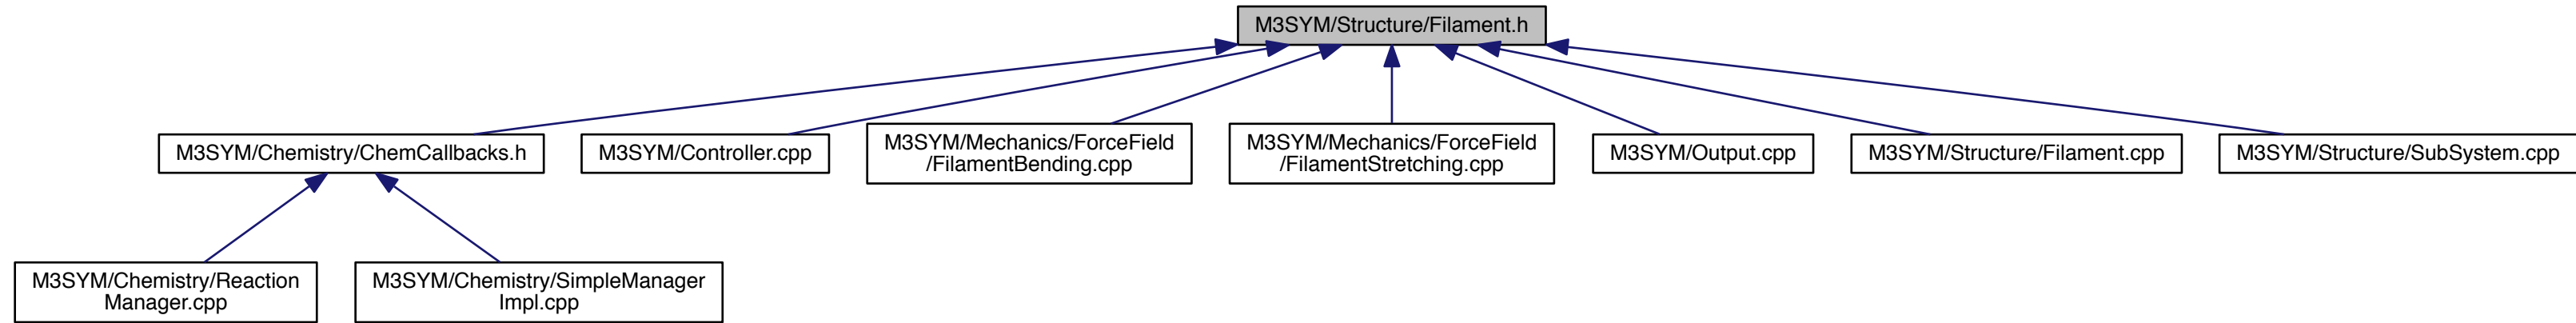 M3SYM/Structure/Filament.h
M3SYM/Chemistry/ChemCallbacks.h
M3SYM/Controller.cpp
M3SYM/Mechanics/ForceField
/FilamentBending.cpp
M3SYM/Mechanics/ForceField
/FilamentStretching.cpp
M3SYM/Output.cpp
M3SYM/Structure/Filament.cpp
M3SYM/Structure/SubSystem.cpp
M3SYM/Chemistry/Reaction
Manager.cpp
M3SYM/Chemistry/SimpleManager
Impl.cpp